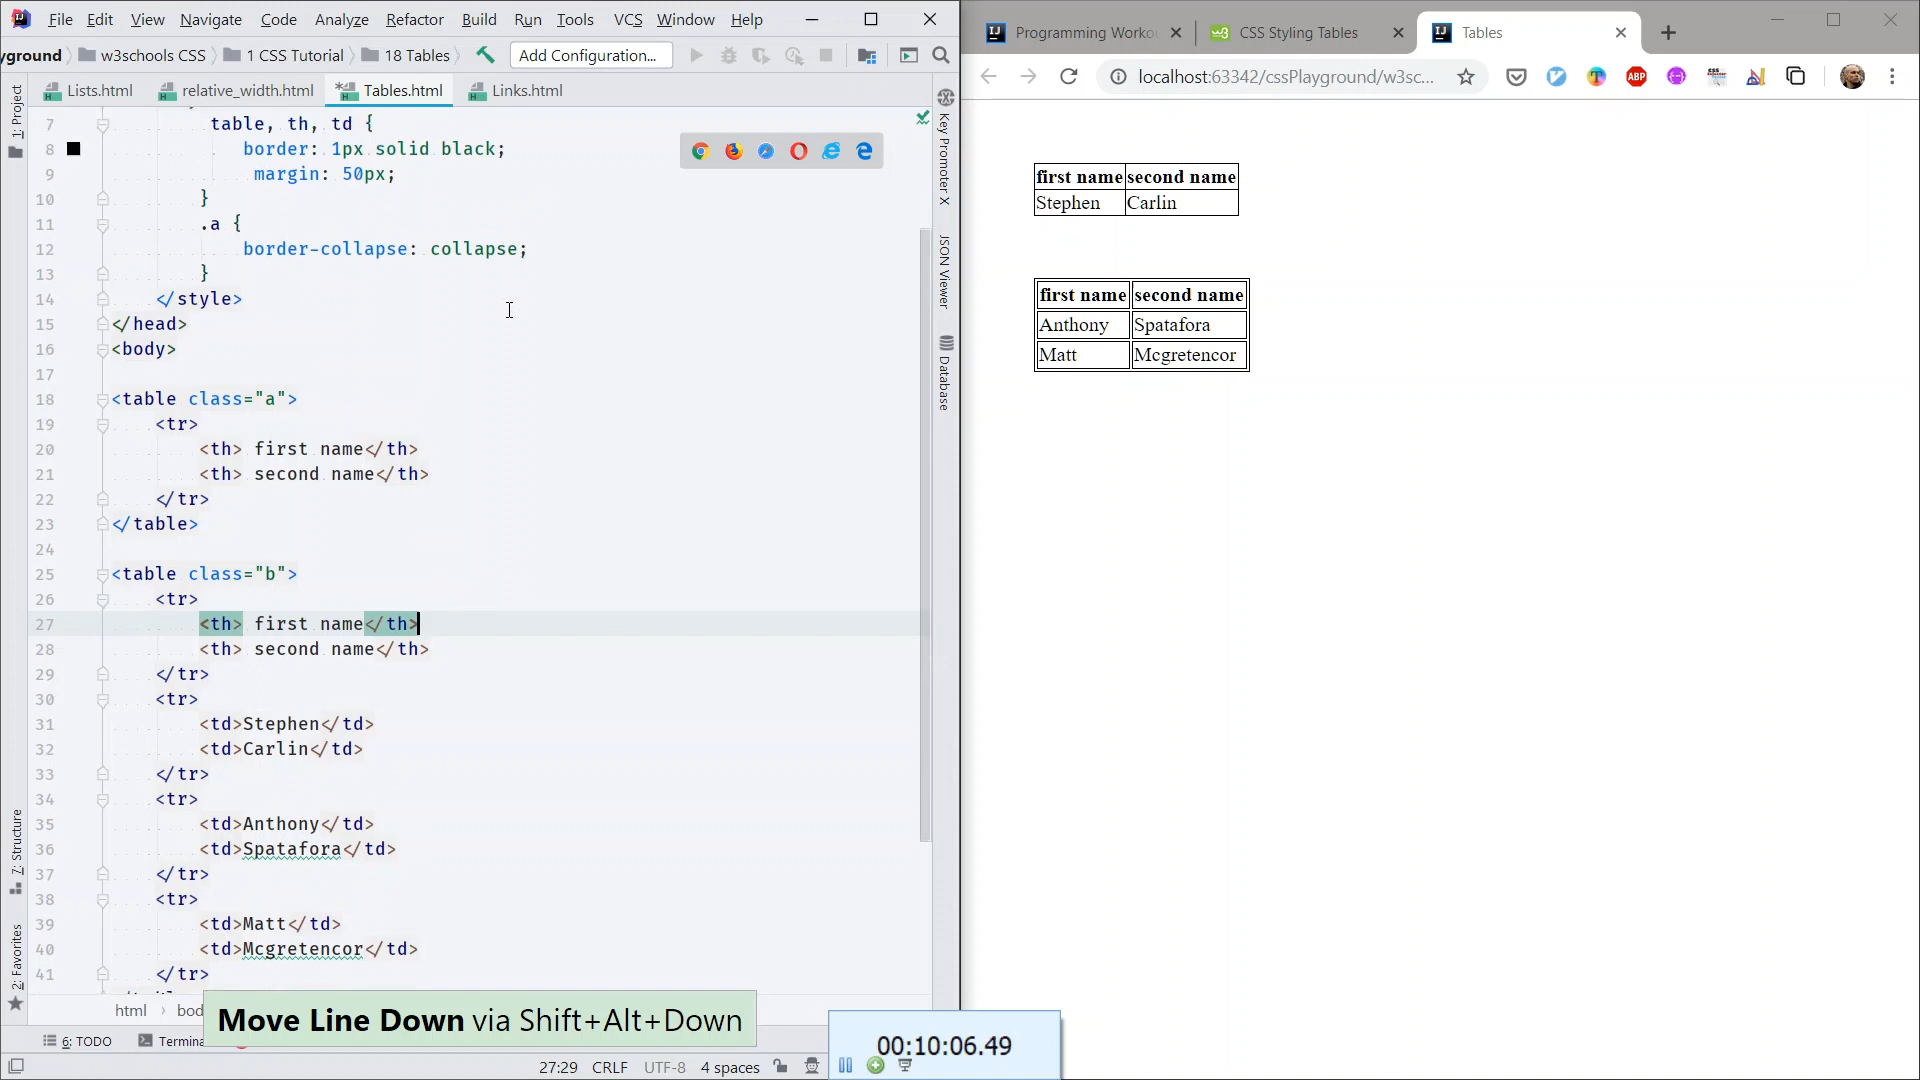 File Edit View Navigate Code Analyze Refactor Build Run Tools VCS Window Help
yground w3schools CSS 1 CSS Tutorial 18 Tables Add Configuration...
Lists.html relative_width.html Tables.html Links.html
1: Project
7: Structure
2: Favorites
7 table, th, td {
8 border: 1px solid black;
9 margin: 50px;
10 }
11 .a {
12 border-collapse: collapse;
13 }
14 </style>
15 </head>
16 <body>
17
18 <table class="a">
19 <tr>
20 <th> first name</th>
21 <th> second name</th>
22 </tr>
23 </table>
24
25 <table class="b">
26 <tr>
27 <th> first name</th>
28 <th> second name</th>
29 </tr>
30 <tr>
31 <td>Stephen</td>
32 <td>Carlin</td>
33 </tr>
34 <tr>
35 <td>Anthony</td>
36 <td>Spatafora</td>
37 </tr>
38 <tr>
39 <td>Matt</td>
40 <td>Mcgretencor</td>
41 </tr>
Key Promoter X
JSON Viewer
Database
html bod
Move Line Down via Shift+Alt+Down
6: TODO Termina
27:29 CRLF UTF-8 4 spaces
00:10:06.49
Programming Workou CSS Styling Tables Tables
localhost:63342/cssPlayground/w3sc...
ABP
first name second name
Stephen Carlin
first name second name
Anthony Spatafora
Matt Mcgretencor